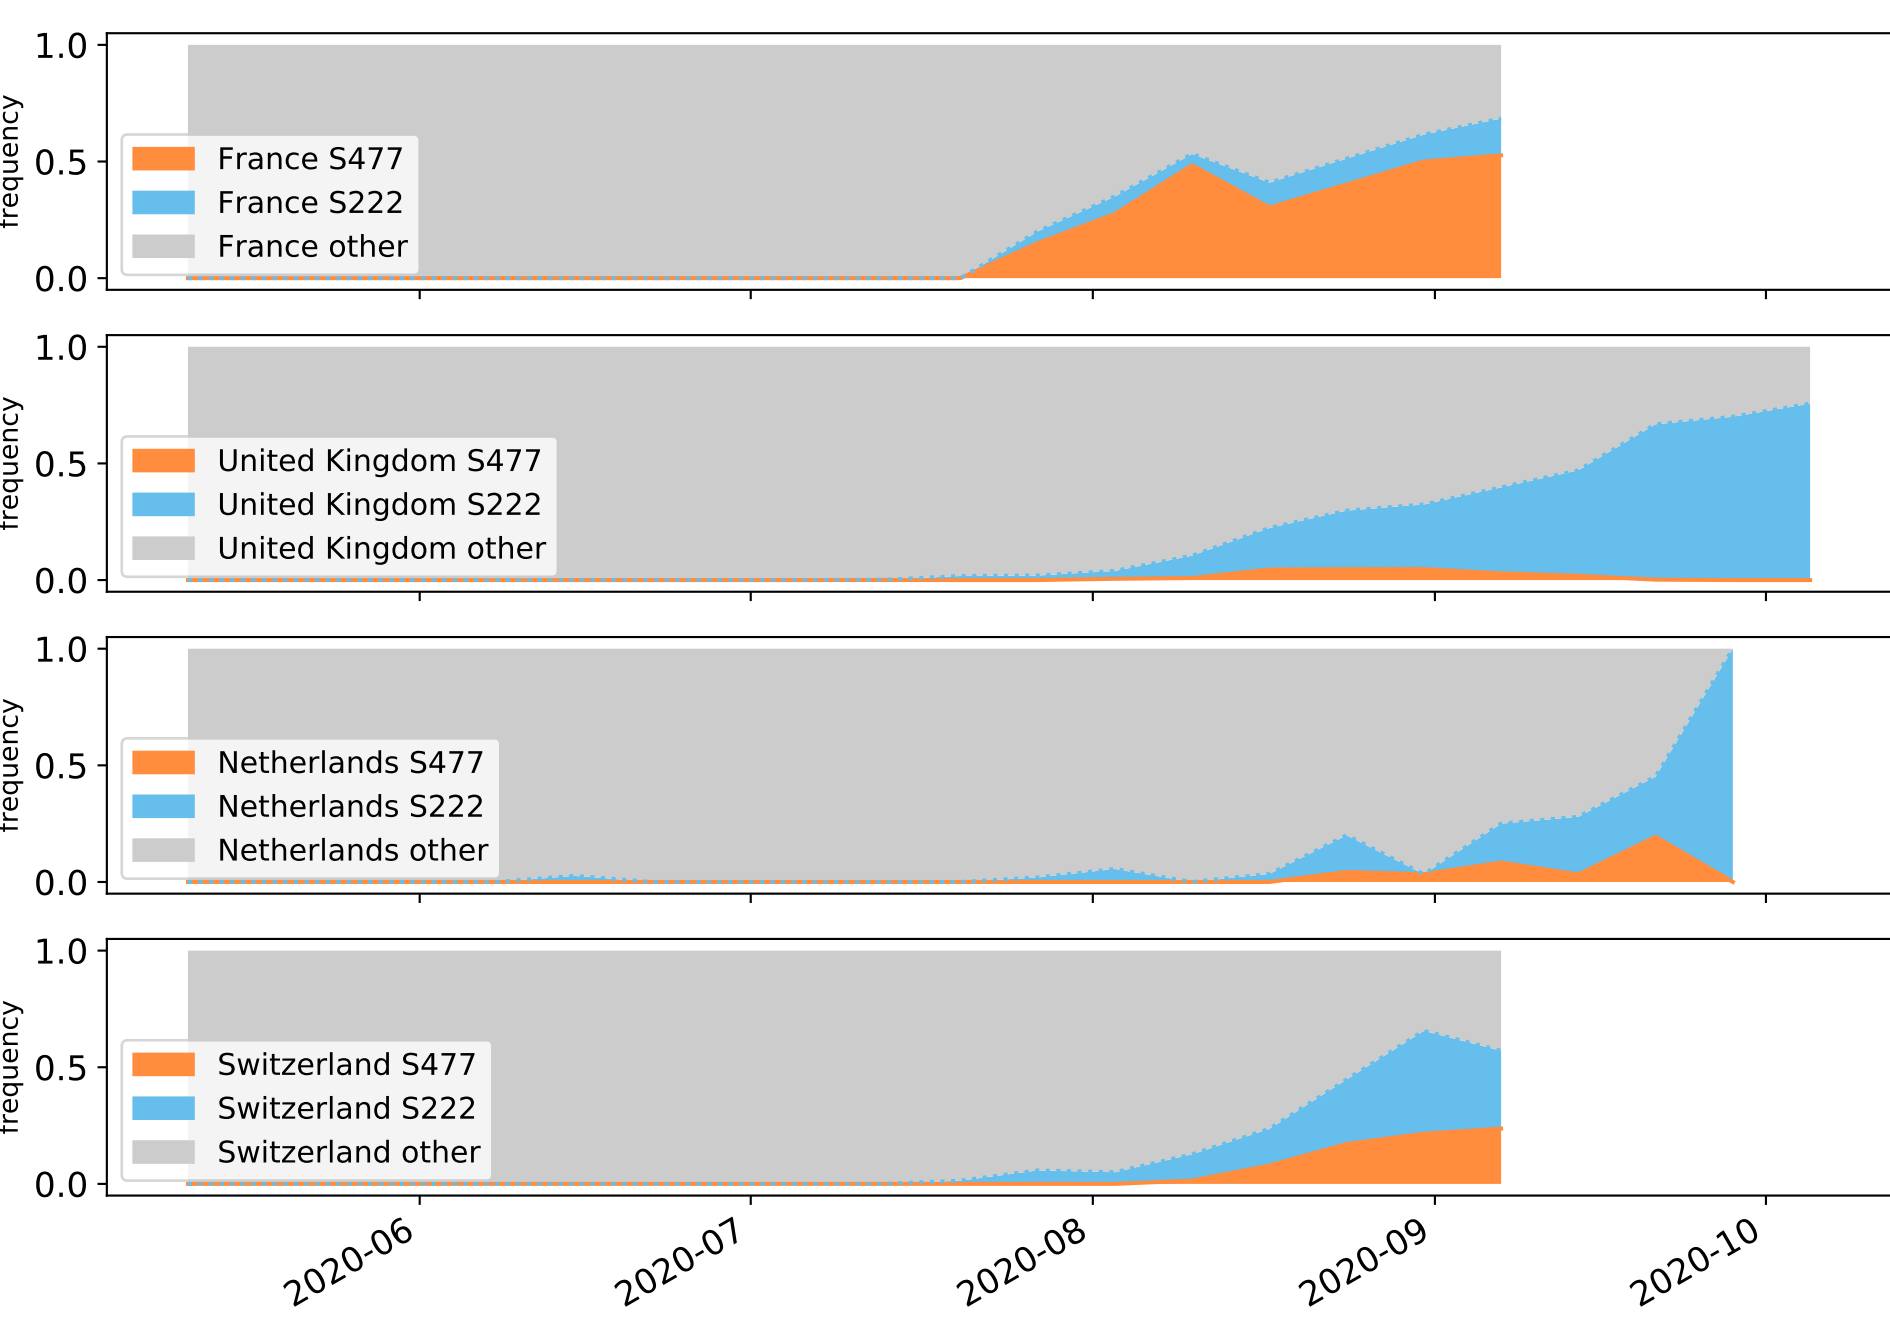 1.0
0.5
0.0
frequency
France S477
France S222
France other
1.0
0.5
0.0
frequency
United Kingdom S477
United Kingdom S222
United Kingdom other
1.0
0.5
0.0
frequency
Netherlands S477
Netherlands S222
Netherlands other
1.0
0.5
0.0
frequency
Switzerland S477
Switzerland S222
Switzerland other
2020-06
2020-07
2020-08
2020-09
2020-10